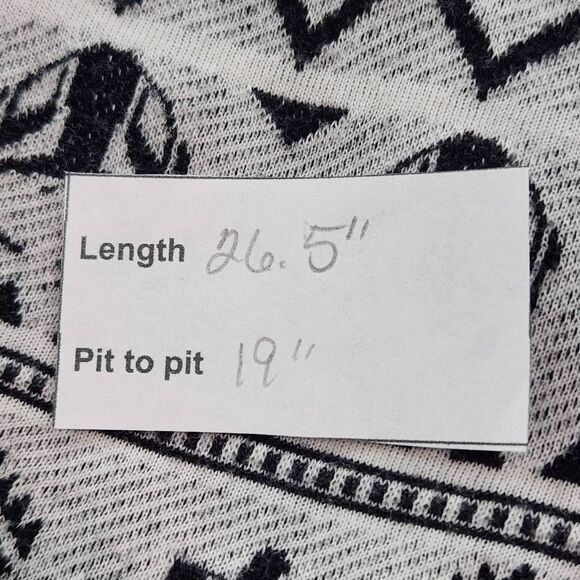 Length 26.5"
Pit to pit 19"